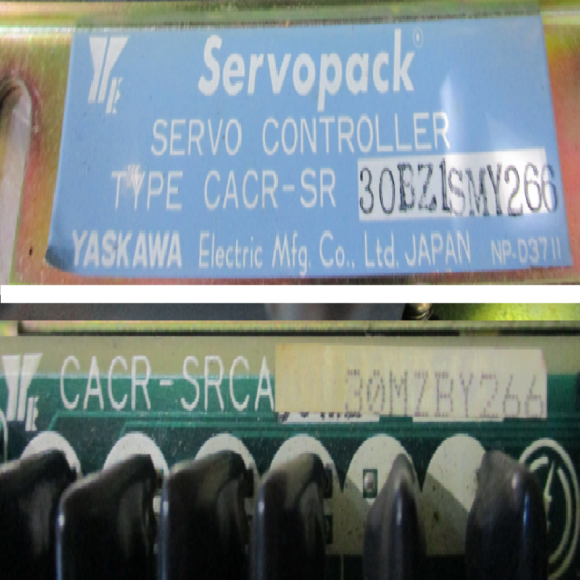 Servopack®
SERVO CONTROLLER
TYPE CACR-SR 30BZ1SMY266
YASKAWA Electric Mfg. Co., Ltd. JAPAN NP-D3711
CACR-SRCA 30MZBY266